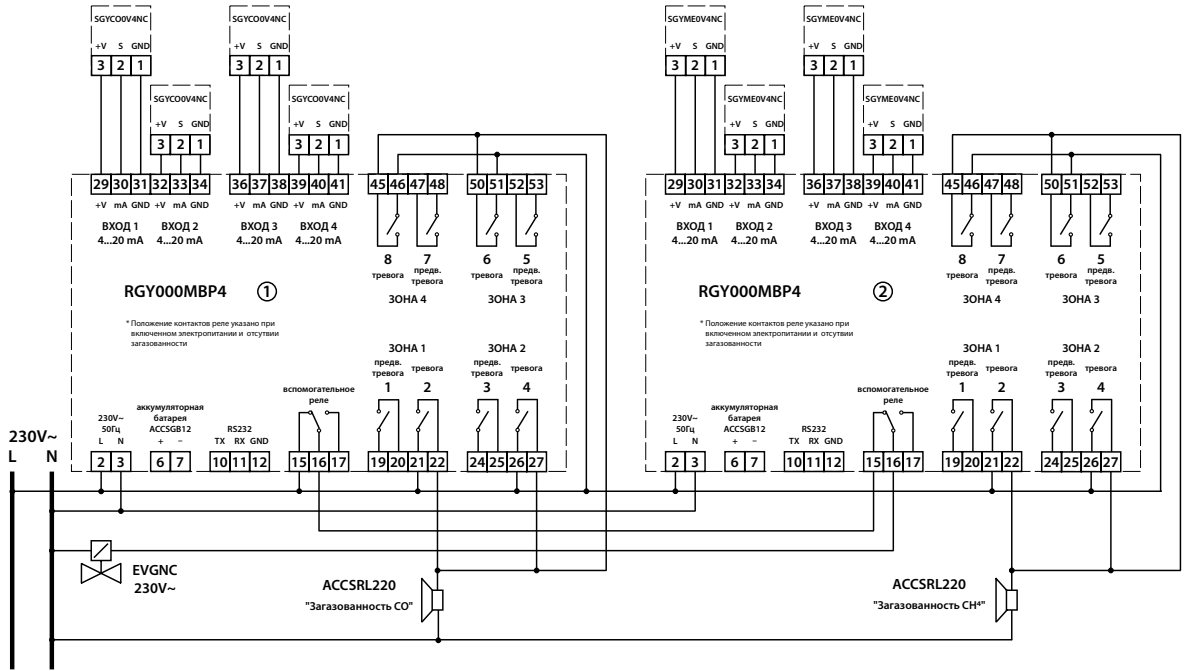 SGYCO0V4NC SGYCO0V4NC SGYME0V4NC SGYME0V4NC
+V S GND +V S GND +V S GND +V S GND
3 2 1 3 2 1 3 2 1 3 2 1
SGYCO0V4NC SGYCO0V4NC SGYME0V4NC SGYME0V4NC
+V S GND +V S GND +V S GND +V S GND
3 2 1 3 2 1 3 2 1 3 2 1
29 30 31 32 33 34 36 37 38 39 40 41 45 46 47 48 50 51 52 53
+V mA GND +V mA GND +V mA GND +V mA GND
ВХОД 1 ВХОД 2 ВХОД 3 ВХОД 4
4...20 mA 4...20 mA 4...20 mA 4...20 mA
8 7 6 5
тревога предв. тревога тревога предв. тревога
ЗОНА 4 ЗОНА 3
RGY000MBP4 1
* Положение контактов реле указано при
включенном электропитании и отсутвии
загазованности
ЗОНА 1 ЗОНА 2
предв. тревога тревога предв. тревога тревога
1 2 3 4
вспомогательное
реле
230V~
50Гц
L N
аккумуляторная
батарея
ACCSGB12
+ –
RS232
TX RX GND
2 3 6 7 10 11 12 15 16 17 19 20 21 22 24 25 26 27
29 30 31 32 33 34 36 37 38 39 40 41 45 46 47 48 50 51 52 53
+V mA GND +V mA GND +V mA GND +V mA GND
ВХОД 1 ВХОД 2 ВХОД 3 ВХОД 4
4...20 mA 4...20 mA 4...20 mA 4...20 mA
8 7 6 5
тревога предв. тревога тревога предв. тревога
ЗОНА 4 ЗОНА 3
RGY000MBP4 2
* Положение контактов реле указано при
включенном электропитании и отсутвии
загазованности
ЗОНА 1 ЗОНА 2
предв. тревога тревога предв. тревога тревога
1 2 3 4
вспомогательное
реле
230V~
50Гц
L N
аккумуляторная
батарея
ACCSGB12
+ –
RS232
TX RX GND
2 3 6 7 10 11 12 15 16 17 19 20 21 22 24 25 26 27
230V~
L N
EVGNC
230V~
ACCSRL220
"Загазованность CO"
ACCSRL220
"Загазованность CH⁴"